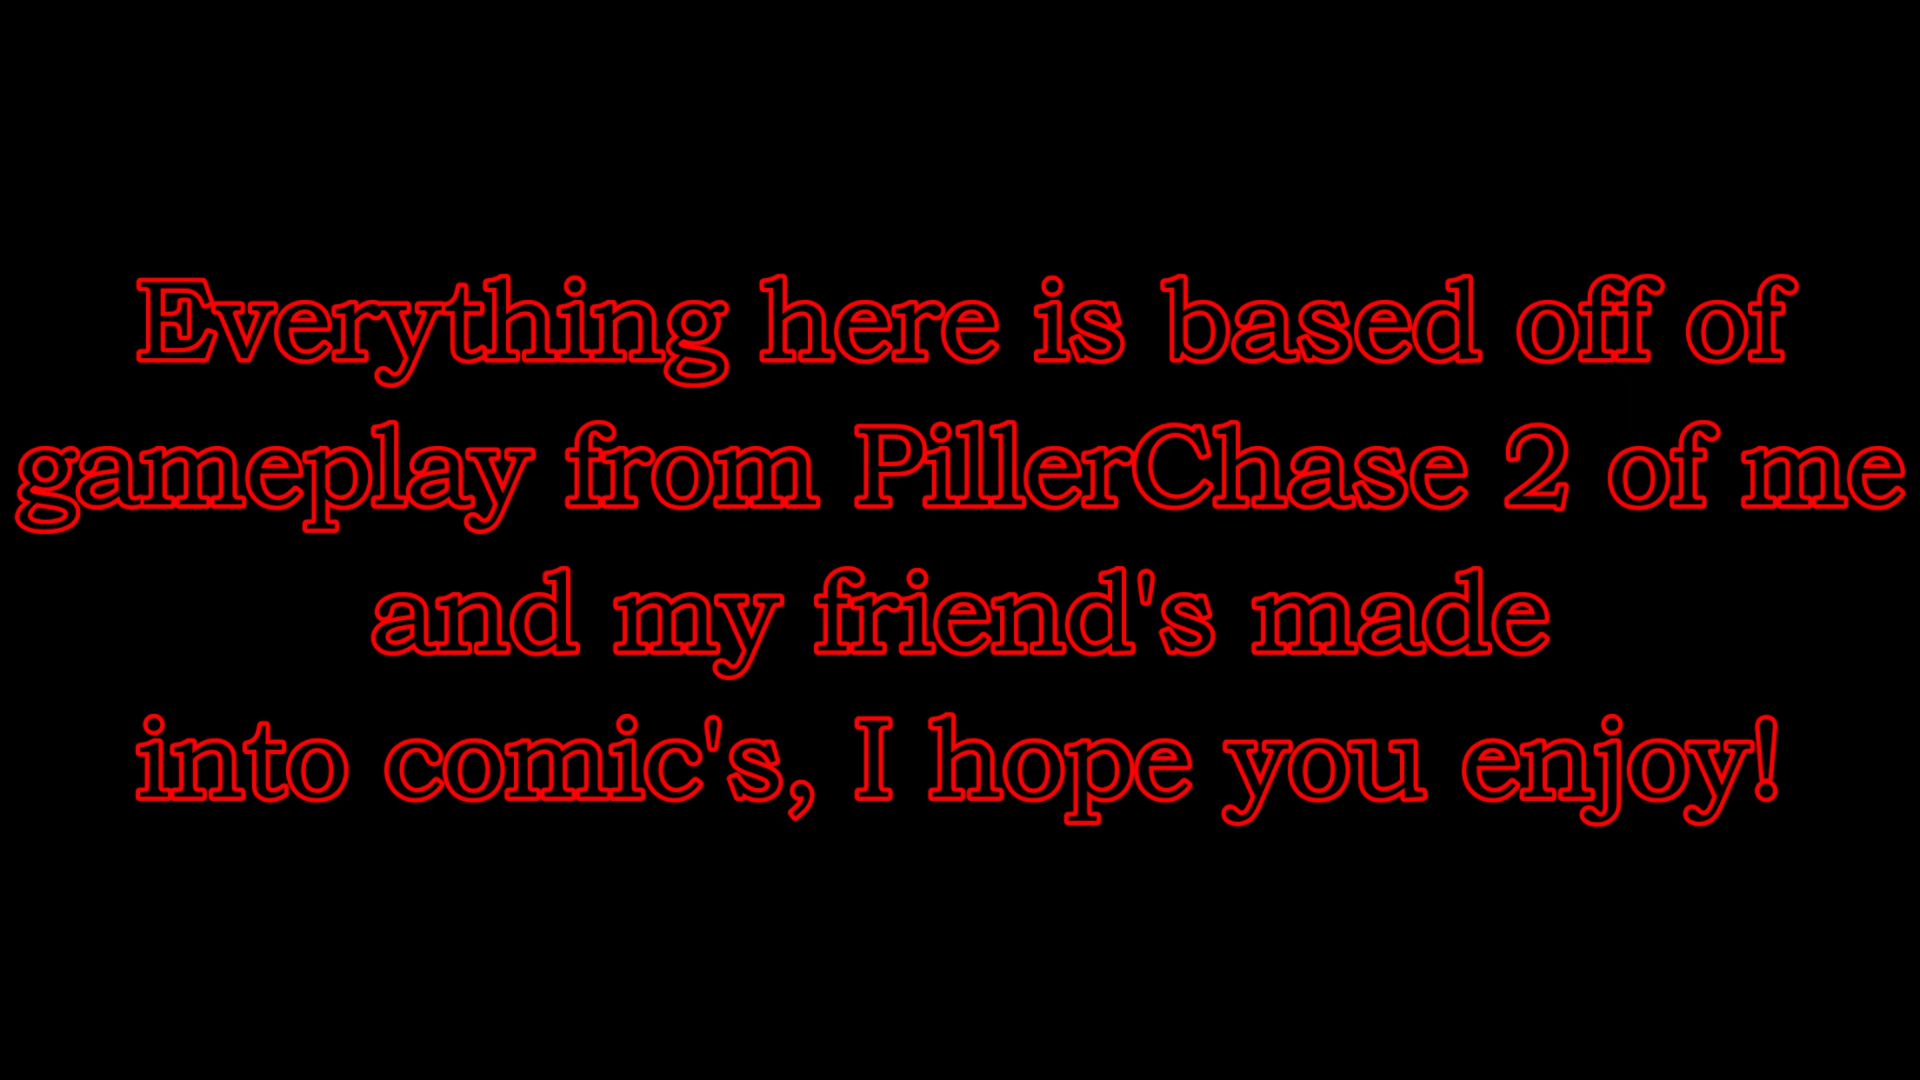 Everything here is based off of
gameplay from PillerChase 2 of me
and my friend's made
into comic's, I hope you enjoy!